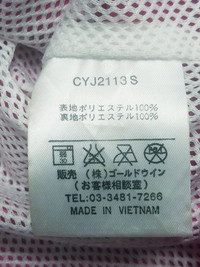 CYJ2113S
表地ポリエステル100%
裏地ポリエステル100%
販売 (株)ゴールドウイン
(お客様相談室)
TEL:03-3481-7266
MADE IN VIETNAM